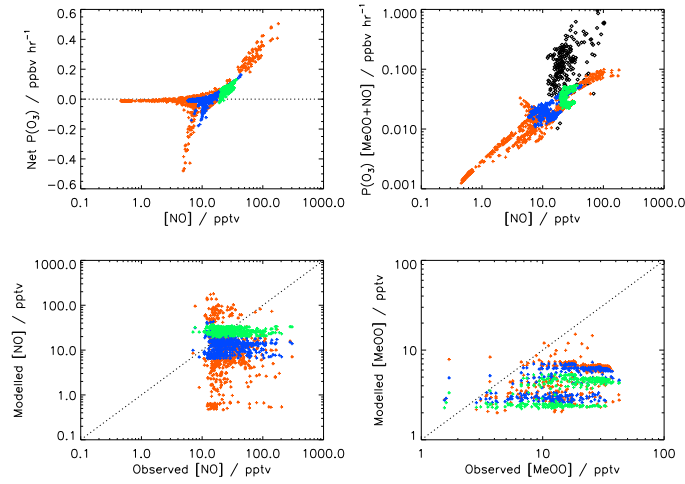 0.6
0.4
0.2
0.0
−0.2
−0.4
−0.6
Net P(O₃) / ppbv hr⁻¹
0.1 1.0 10.0 100.0 1000.0
[NO] / pptv
1.000
0.100
0.010
0.001
P(O₃) [MeOO+NO] / ppbv hr⁻¹
0.1 1.0 10.0 100.0 1000.0
[NO] / pptv
1000.0
100.0
10.0
1.0
0.1
Modelled [NO] / pptv
0.1 1.0 10.0 100.0 1000.0
Observed [NO] / pptv
100
10
1
Modelled [MeOO] / pptv
1 10 100
Observed [MeOO] / pptv